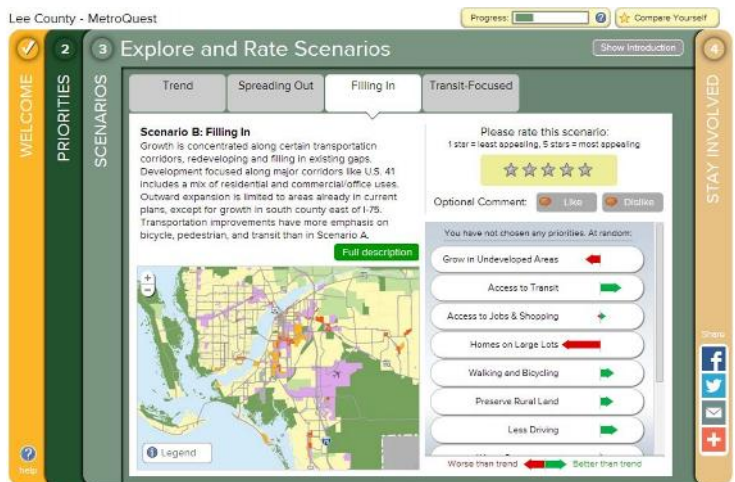 Lee County - MetroQuest
Progress:
?
Compare Yourself
WELCOME
help
2
PRIORITIES
3
SCENARIOS
Explore and Rate Scenarios
Show Introduction
Trend
Spreading Out
Filling In
Transit-Focused
Scenario B: Filling In
Growth is concentrated along certain transportation
corridors, redeveloping and filling in existing gaps.
Development focused along major corridors like U.S. 41
includes a mix of residential and commercial/office uses.
Outward expansion is limited to areas already in current
plans, except for growth in south county east of I-75.
Transportation improvements have more emphasis on
bicycle, pedestrian, and transit than in Scenario A.
Full description
Legend
Please rate this scenario:
1 star = least appealing, 5 stars = most appealing
Optional Comment:
Like
Dislike
You have not chosen any priorities. At random:
Grow in Undeveloped Areas
Access to Transit
Access to Jobs & Shopping
Homes on Large Lots
Walking and Bicycling
Preserve Rural Land
Less Driving
Worse than trend
Better than trend
4
STAY INVOLVED
Share